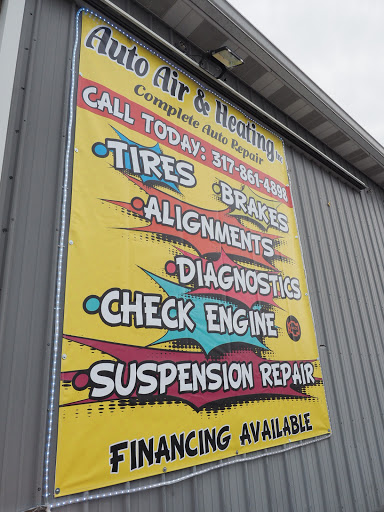 Auto Air & Heating
Complete Auto Repair
CALL TODAY: 317-861-4898
• TIRES
• BRAKES
• ALIGNMENTS
• DIAGNOSTICS
• CHECK ENGINE
• SUSPENSION REPAIR
FINANCING AVAILABLE